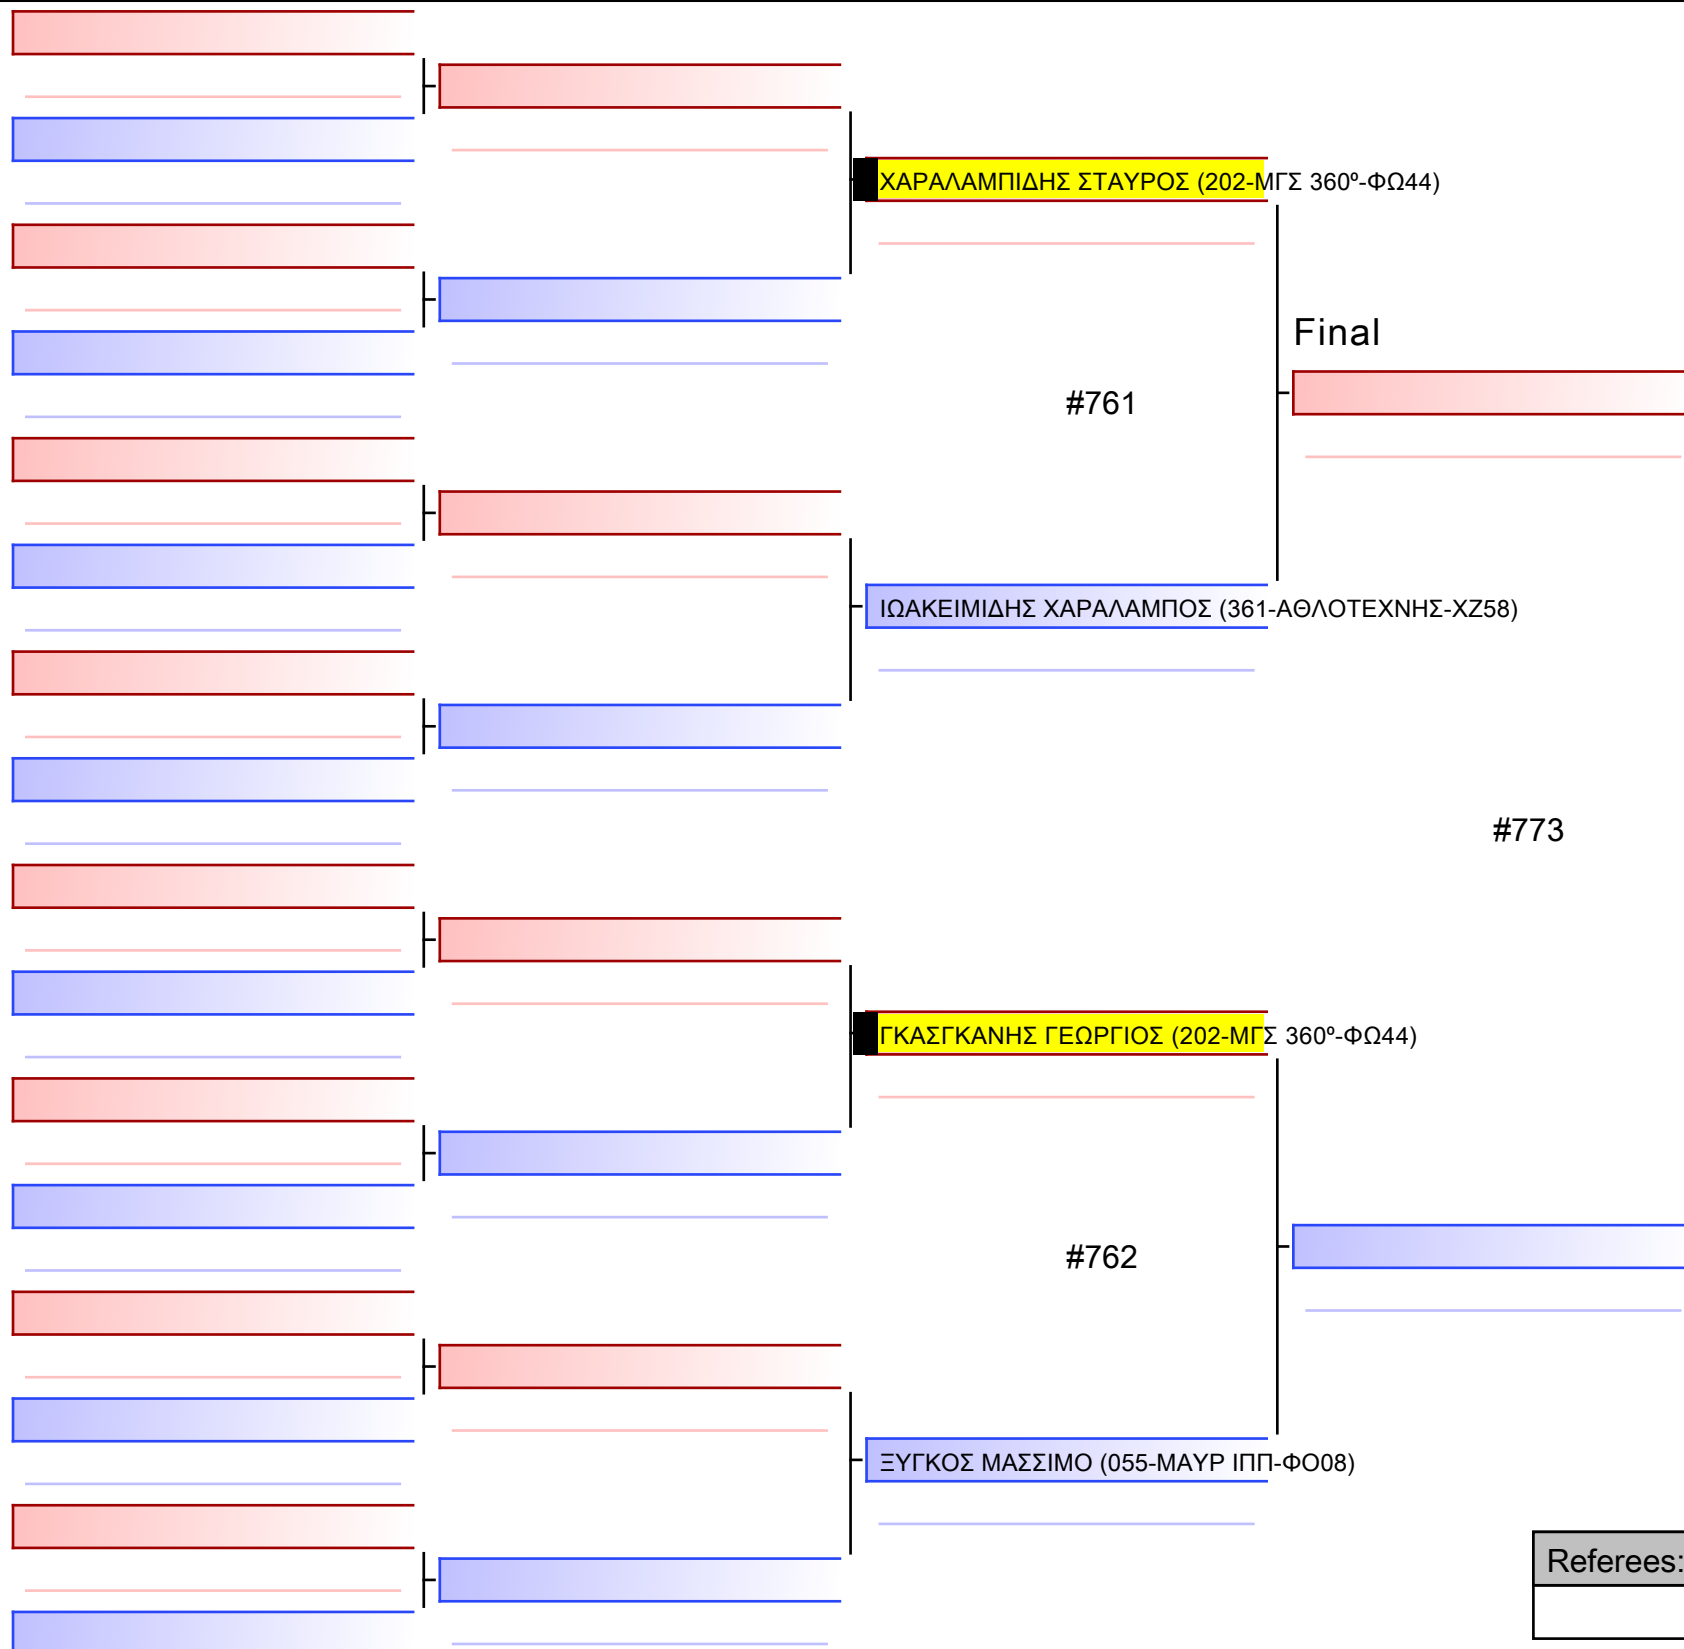 ΧΑΡΑΛΑΜΠΙΔΗΣ ΣΤΑΥΡΟΣ (202-ΜΓΣ 360º-ΦΩ44)
Final
#761
ΙΩΑΚΕΙΜΙΔΗΣ ΧΑΡΑΛΑΜΠΟΣ (361-ΑΘΛΟΤΕΧΝΗΣ-ΧΖ58)
#773
ΓΚΑΣΓΚΑΝΗΣ ΓΕΩΡΓΙΟΣ (202-ΜΓΣ 360º-ΦΩ44)
#762
ΞΥΓΚΟΣ ΜΑΣΣΙΜΟ (055-ΜΑΥΡ ΙΠΠ-ΦΟ08)
Referees: